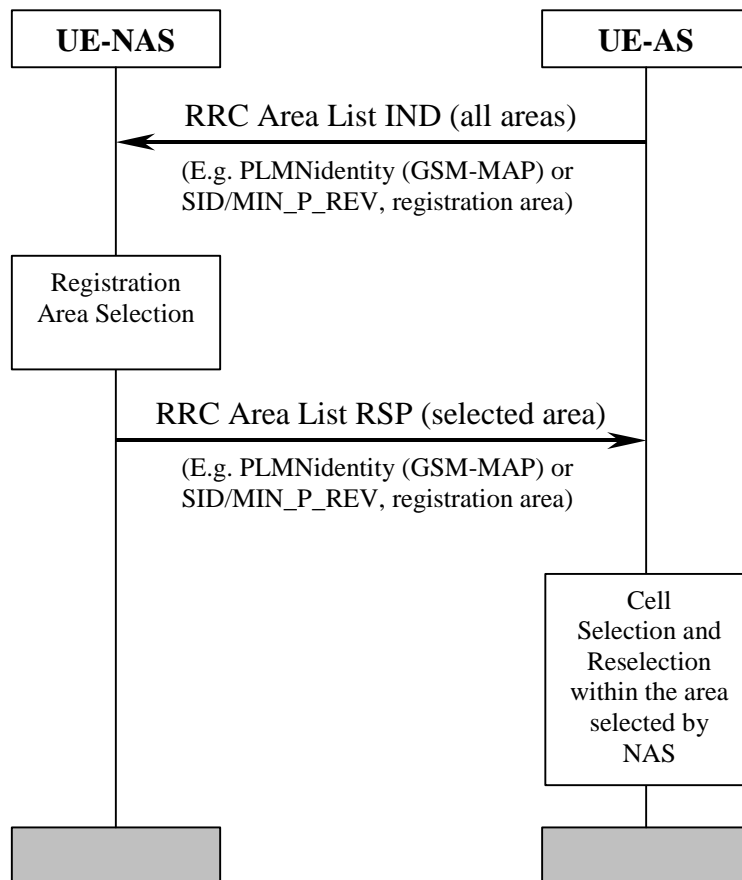 UE-NAS
UE-AS
RRC Area List IND (all areas)
(E.g. PLMNidentity (GSM-MAP) or
SID/MIN_P_REV, registration area)
Registration
Area Selection
RRC Area List RSP (selected area)
(E.g. PLMNidentity (GSM-MAP) or
SID/MIN_P_REV, registration area)
Cell
Selection and
Reselection
within the area
selected by
NAS